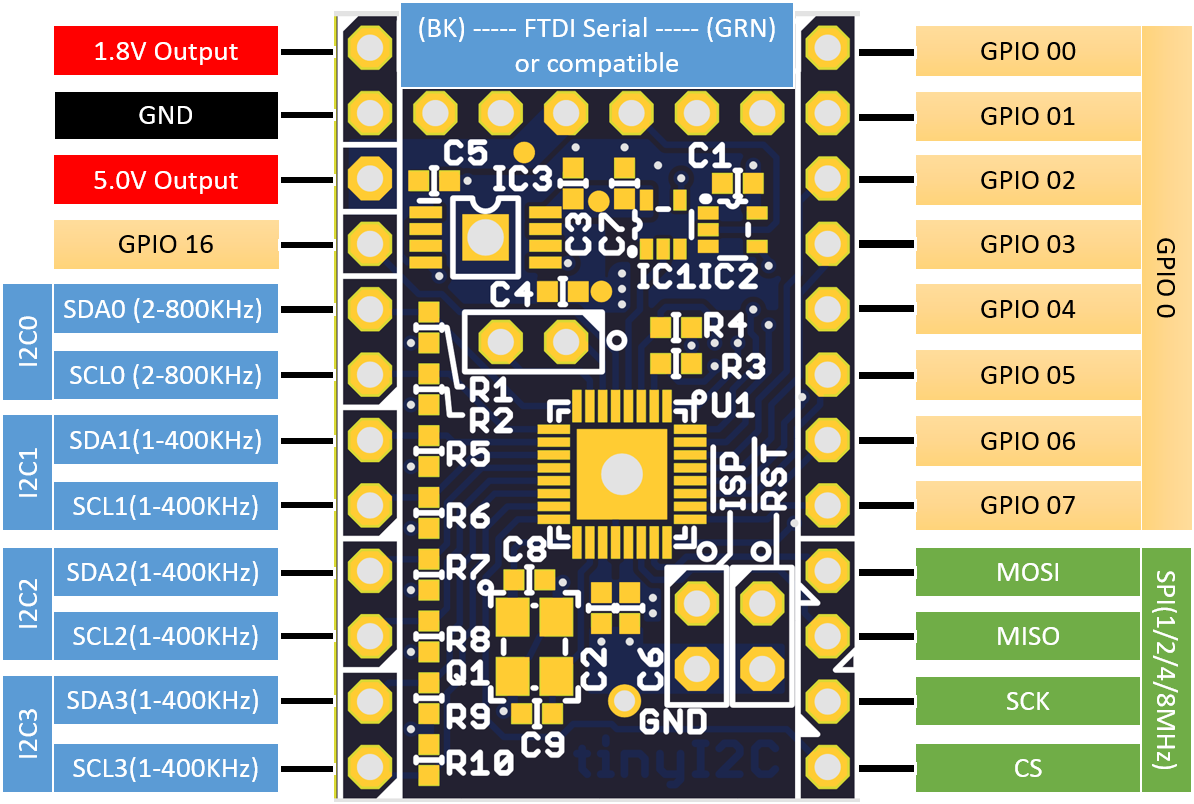 (BK) ----- FTDI Serial ----- (GRN)
or compatible
1.8V Output
GND
5.0V Output
GPIO 16
I2C0
SDA0 (2-800KHz)
SCL0 (2-800KHz)
I2C1
SDA1(1-400KHz)
SCL1(1-400KHz)
I2C2
SDA2(1-400KHz)
SCL2(1-400KHz)
I2C3
SDA3(1-400KHz)
SCL3(1-400KHz)
C5
IC3
C1
C3
C7
IC1
IC2
C4
R4
R3
R1
R2
U1
R5
ISP
RST
R6
C8
R7
R8
Q1
C2
C6
R9
GND
C9
R10
tinyI2C
GPIO 00
GPIO 01
GPIO 02
GPIO 03
GPIO 04
GPIO 05
GPIO 06
GPIO 07
GPIO 0
MOSI
MISO
SCK
CS
SPI(1/2/4/8MHz)